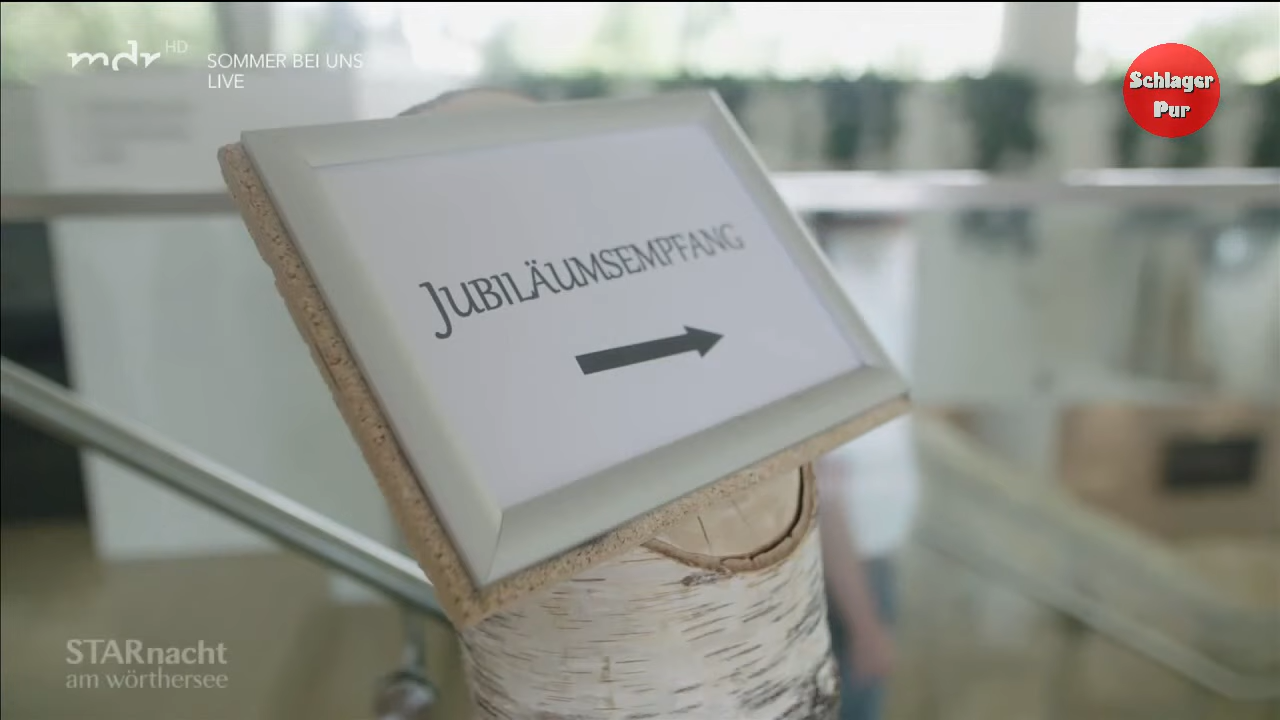 mdr HD
SOMMER BEI UNS
LIVE
Schlager
Pur
JUBILÄUMSEMPFANG
STARnacht
am wörthersee